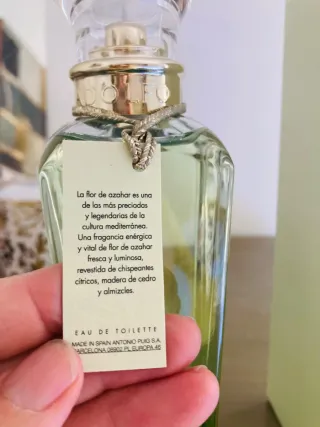 DOLFO
La flor de azahar es una
de las más preciadas
y legendarias de la
cultura mediterránea.
Una fragancia enérgica
y vital de flor de azahar
fresca y luminosa,
revestida de chispeantes
cítricos, madera de cedro
y almizcles.
EAU DE TOILETTE
MADE IN SPAIN ANTONIO PUIG S.A.
BARCELONA 08902 PL EUROPA 46